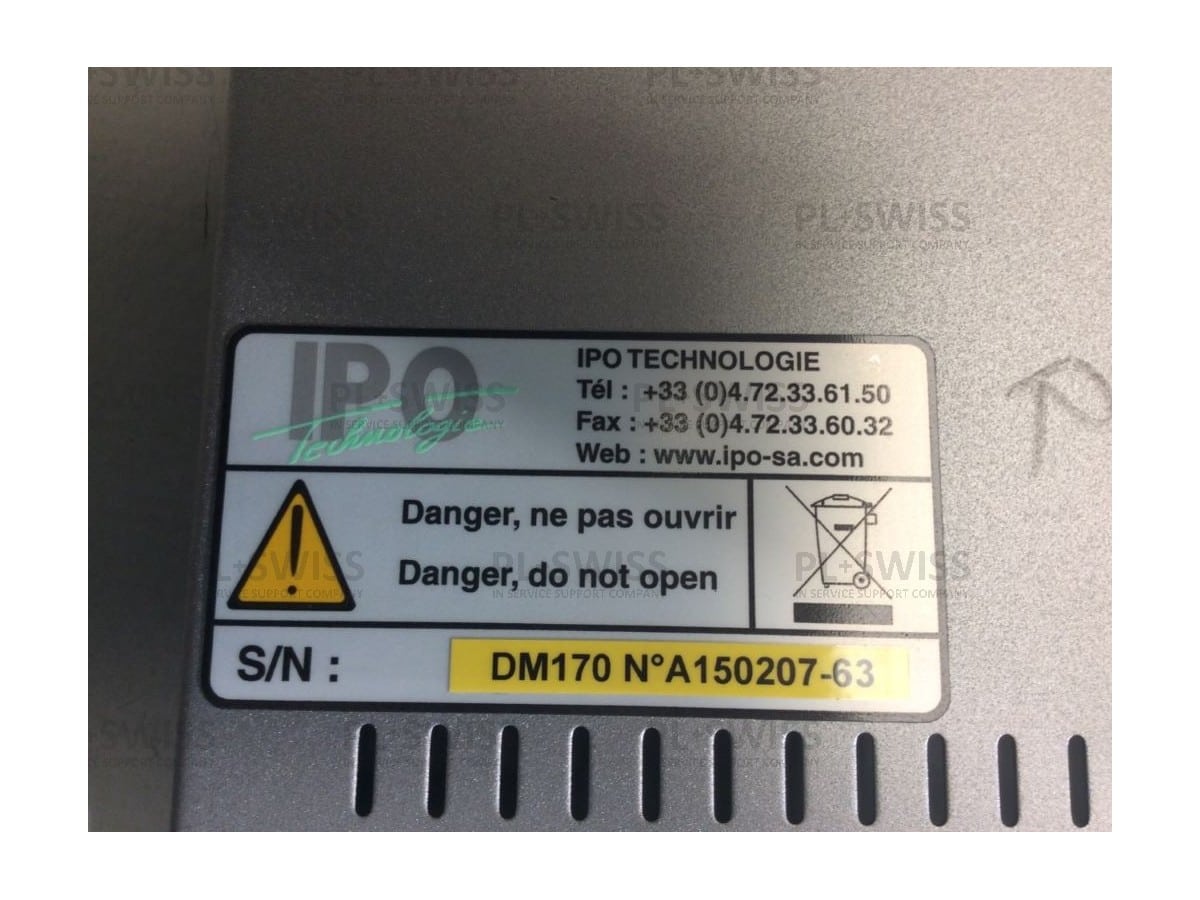 PL+SWISS
IN SERVICE SUPPORT COMPANY
IPO
Technologie
IPO TECHNOLOGIE
Tél : +33 (0)4.72.33.61.50
Fax : +33 (0)4.72.33.60.32
Web : www.ipo-sa.com
Danger, ne pas ouvrir
Danger, do not open
S/N :
DM170 N°A150207-63